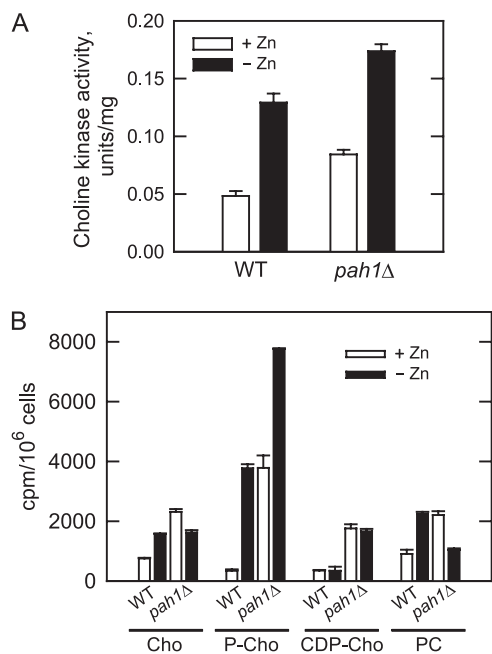 A
Choline kinase activity,
units/mg
0.20
0.15
0.10
0.05
0.00
+ Zn
− Zn
WT
pah1Δ
B
cpm/10⁶ cells
8000
6000
4000
2000
0
+ Zn
− Zn
WT
pah1Δ
WT
pah1Δ
WT
pah1Δ
WT
pah1Δ
Cho
P-Cho
CDP-Cho
PC